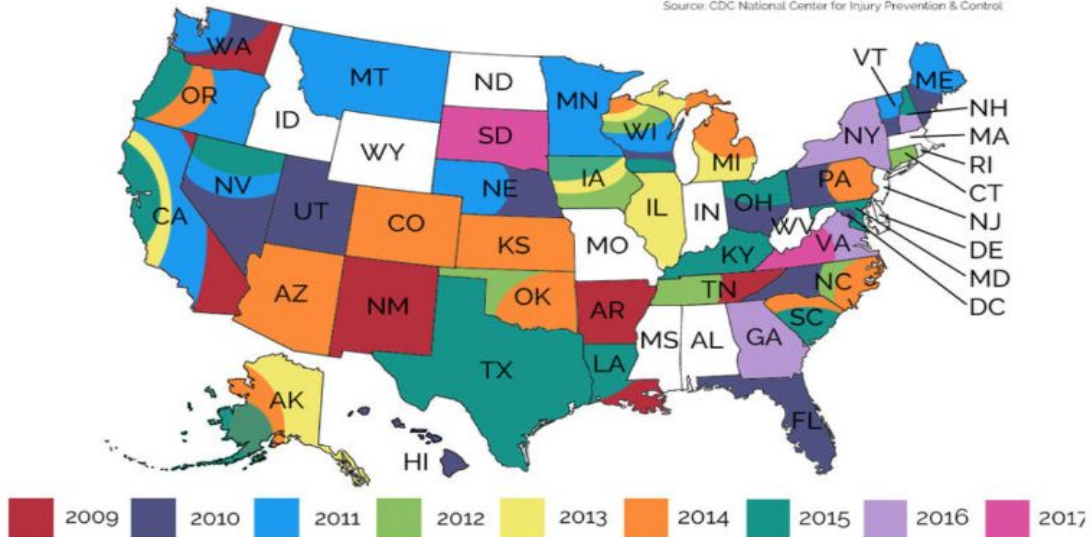 Source: CDC National Center for Injury Prevention & Control
WA
MT
ND
MN
VT
ME
OR
ID
SD
WI
NY
NH
MA
WY
MI
RI
NV
NE
IA
PA
CT
CA
UT
CO
IL
IN
OH
NJ
KS
MO
WV
VA
DE
KY
MD
AZ
NM
OK
AR
TN
NC
DC
SC
MS
AL
GA
TX
LA
AK
FL
HI
2009
2010
2011
2012
2013
2014
2015
2016
2017